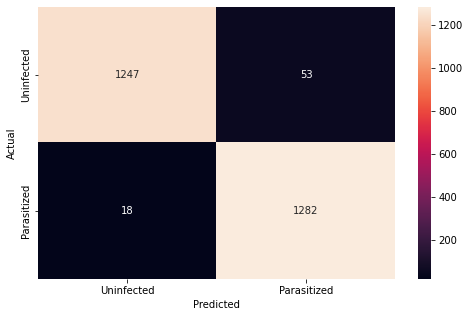 Actual
Uninfected
Parasitized
1247
53
18
1282
Uninfected
Parasitized
Predicted
1200
1000
800
600
400
200